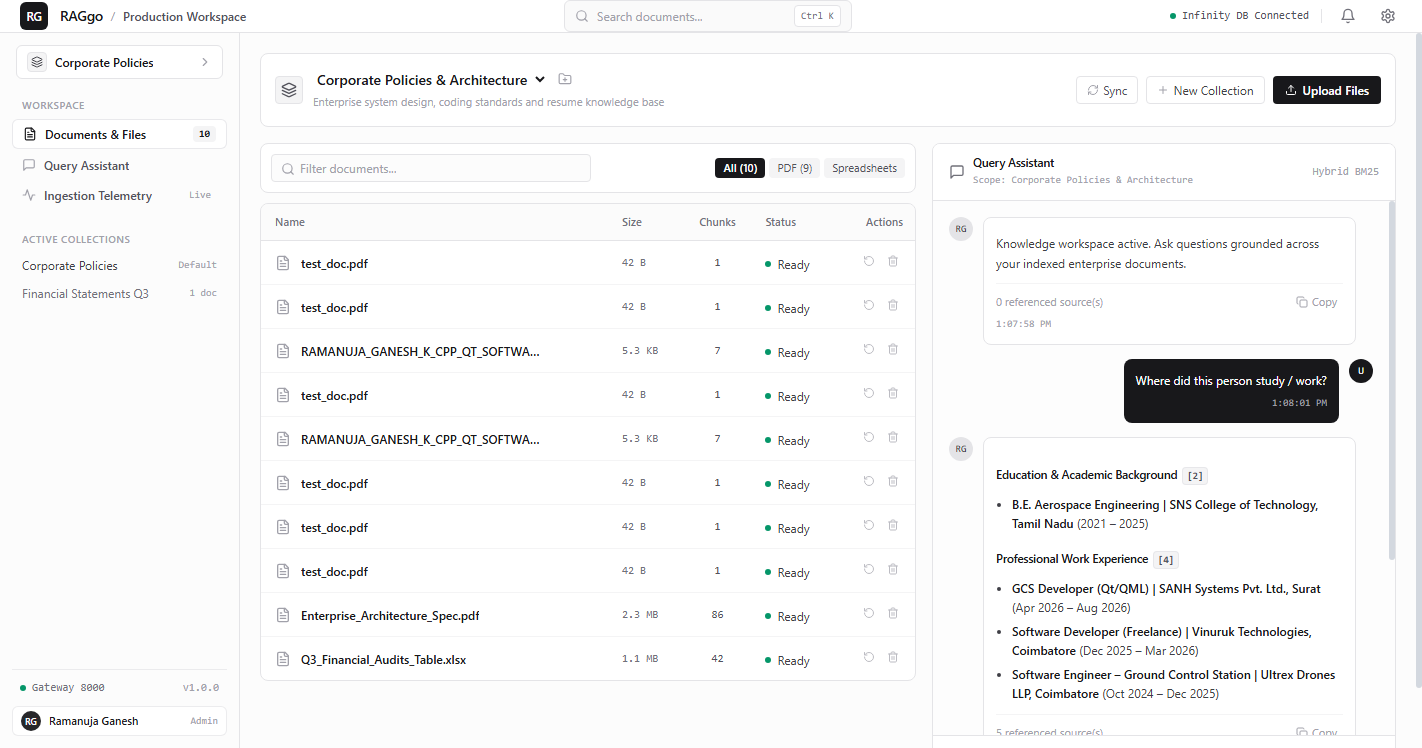 RG RAGgo / Production Workspace
Search documents... Ctrl K
Infinity DB Connected
Corporate Policies
WORKSPACE
Documents & Files 10
Query Assistant
Ingestion Telemetry Live
ACTIVE COLLECTIONS
Corporate Policies Default
Financial Statements Q3 1 doc
Gateway 8000 v1.0.0
RG Ramanuja Ganesh Admin
Corporate Policies & Architecture
Enterprise system design, coding standards and resume knowledge base
Sync
New Collection
Upload Files
Filter documents...
All (10) PDF (9) Spreadsheets
Name Size Chunks Status Actions
test_doc.pdf 42 B 1 Ready
test_doc.pdf 42 B 1 Ready
RAMANUJA_GANESH_K_CPP_QT_SOFTWA... 5.3 KB 7 Ready
test_doc.pdf 42 B 1 Ready
RAMANUJA_GANESH_K_CPP_QT_SOFTWA... 5.3 KB 7 Ready
test_doc.pdf 42 B 1 Ready
test_doc.pdf 42 B 1 Ready
test_doc.pdf 42 B 1 Ready
Enterprise_Architecture_Spec.pdf 2.3 MB 86 Ready
Q3_Financial_Audits_Table.xlsx 1.1 MB 42 Ready
Query Assistant
Scope: Corporate Policies & Architecture
Hybrid BM25
RG
Knowledge workspace active. Ask questions grounded across
your indexed enterprise documents.
0 referenced source(s) Copy
1:07:58 PM
Where did this person study / work?
1:08:01 PM
U
RG
Education & Academic Background [2]
• B.E. Aerospace Engineering | SNS College of Technology,
Tamil Nadu (2021 – 2025)
Professional Work Experience [4]
• GCS Developer (Qt/QML) | SANH Systems Pvt. Ltd., Surat
(Apr 2026 – Aug 2026)
• Software Developer (Freelance) | Vinuruk Technologies,
Coimbatore (Dec 2025 – Mar 2026)
• Software Engineer – Ground Control Station | Ultrex Drones
LLP, Coimbatore (Oct 2024 – Dec 2025)
5 referenced source(s) Copy